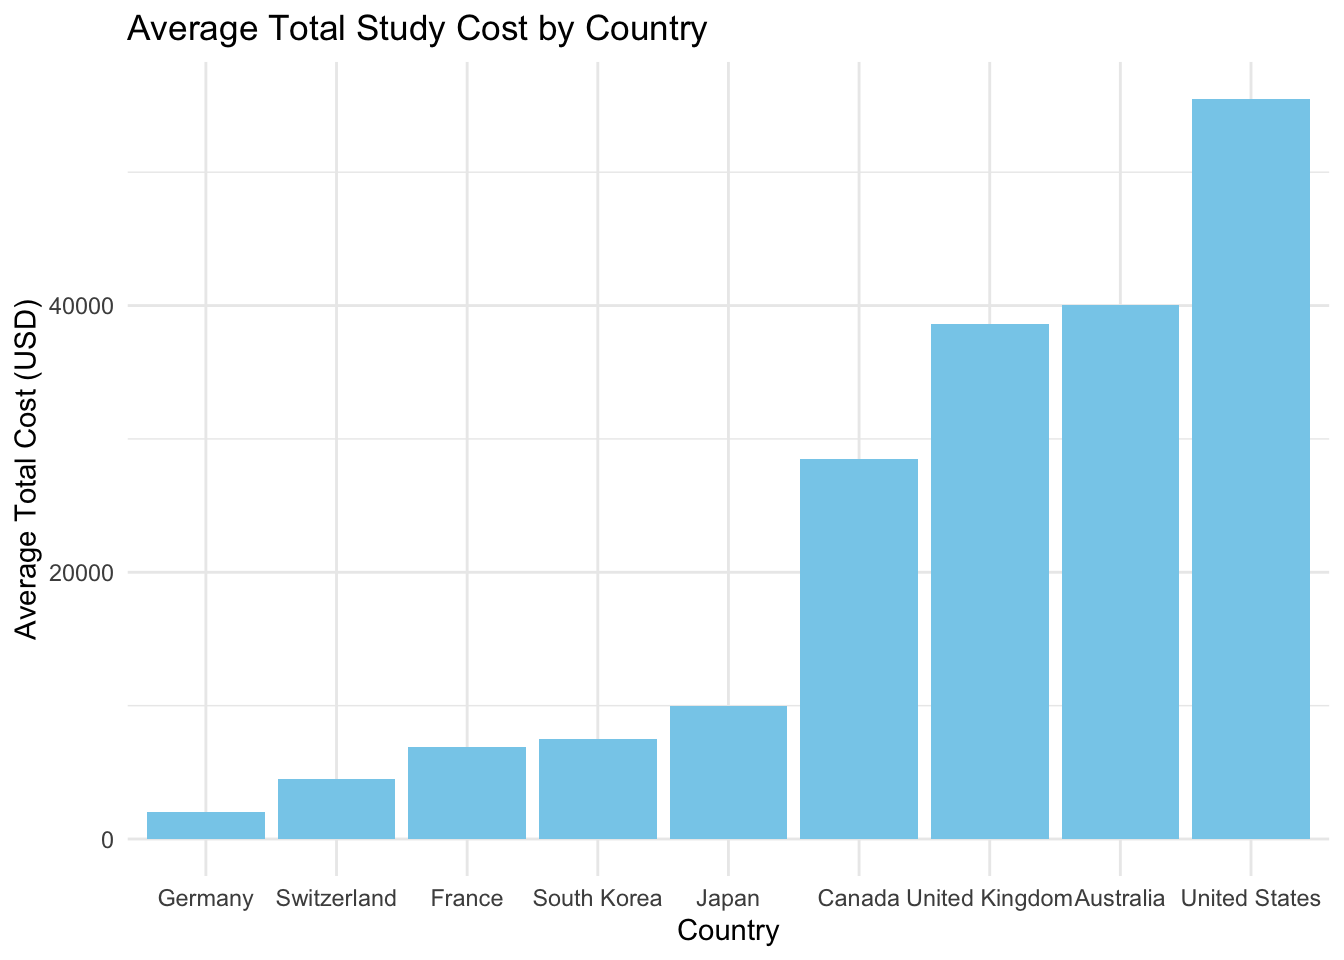 Average Total Study Cost by Country
Average Total Cost (USD)
40000
20000
0
Germany Switzerland France South Korea Japan Canada United Kingdom Australia United States
Country